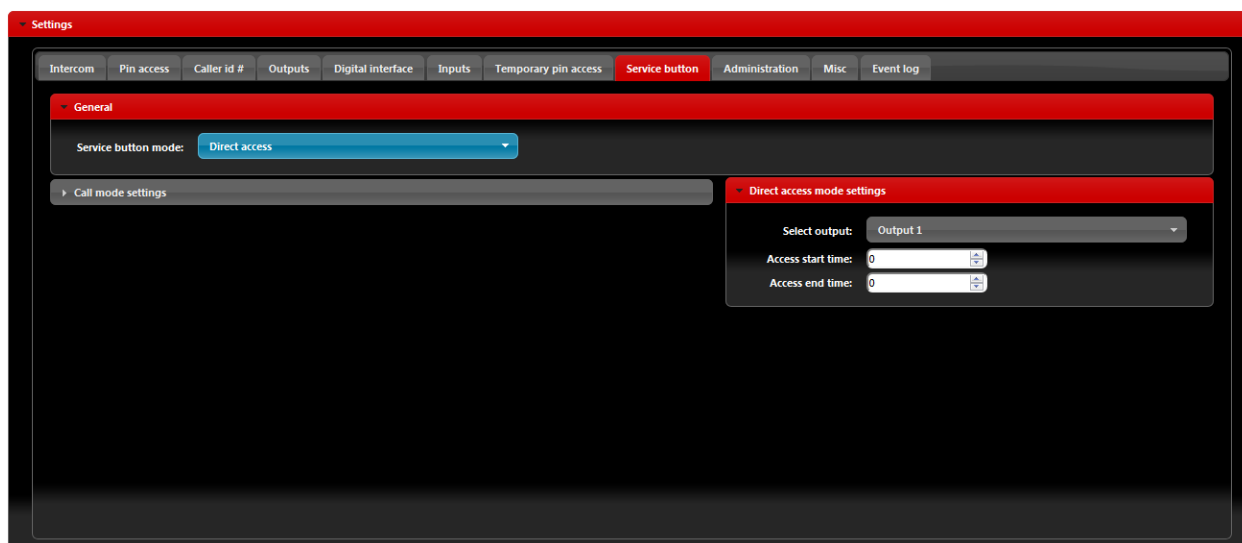 Settings
Intercom Pin access Caller id # Outputs Digital interface Inputs Temporary pin access Service button Administration Misc Event log
General
Service button mode: Direct access
Call mode settings
Direct access mode settings
Select output: Output 1
Access start time: 0
Access end time: 0